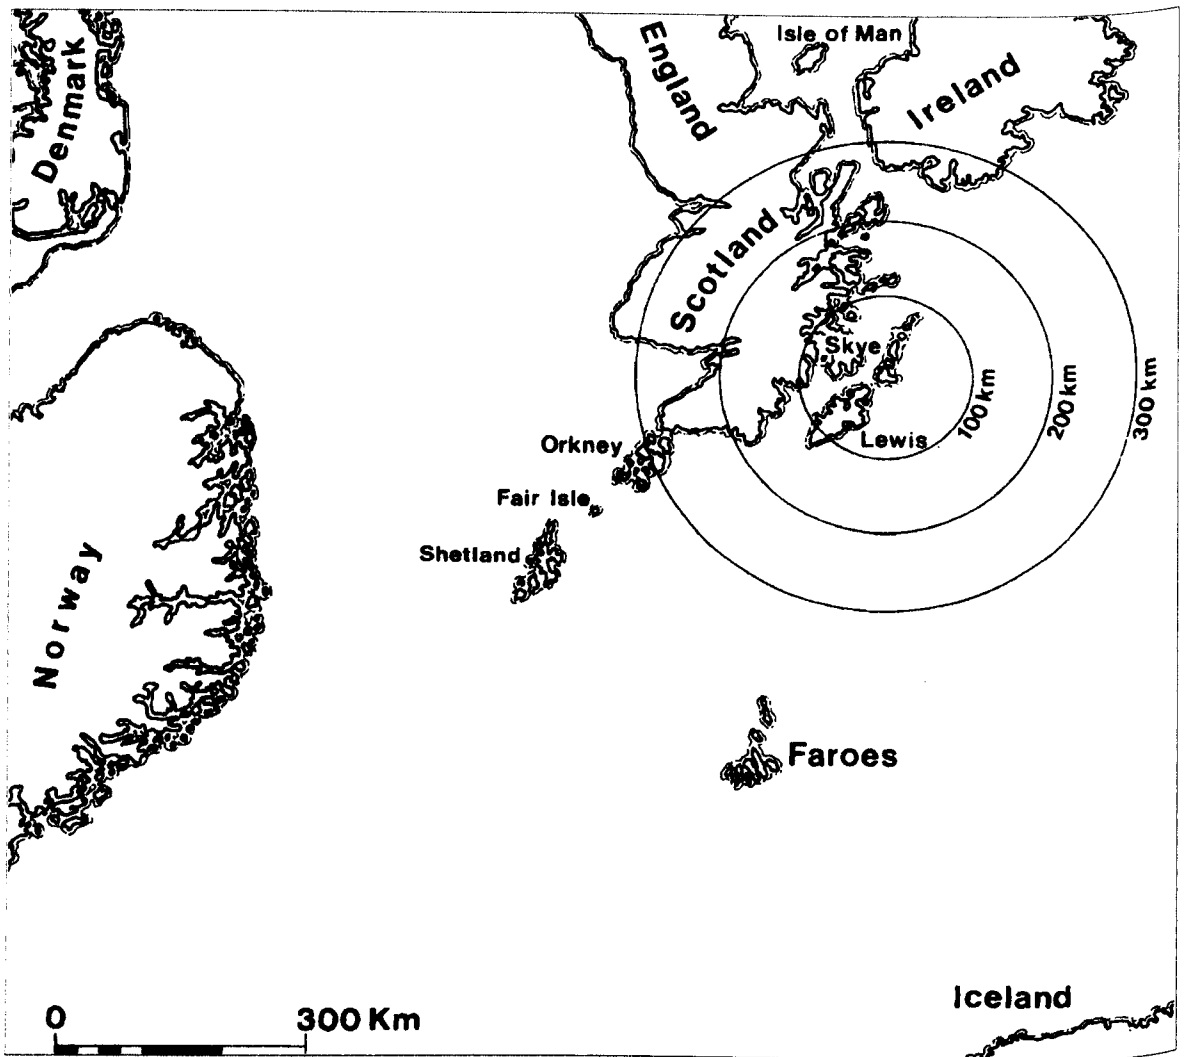 Isle of Man
England
Ireland
Denmark
Scotland
Skye
100 km
200 km
300 km
Lewis
Orkney
Fair Isle
Shetland
Norway
Faroes
Iceland
0
300 Km